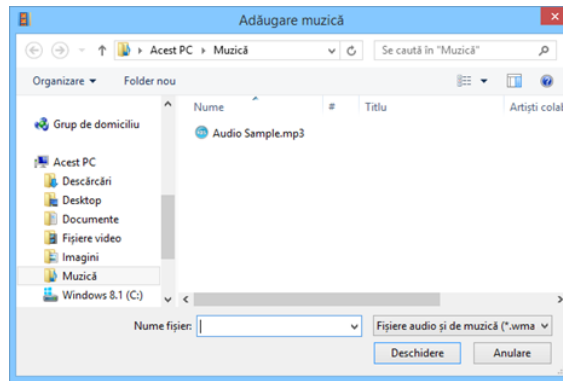 Adăugare muzică
Acest PC Muzică
Se caută în "Muzică"
Organizare Folder nou
Nume # Titlu Artiști colab
Grup de domiciliu
Audio Sample.mp3
Acest PC
Descărcări
Desktop
Documente
Fișiere video
Imagini
Muzică
Windows 8.1 (C:)
Nume fișier:
Fișiere audio și de muzică (*.wma
Deschidere Anulare